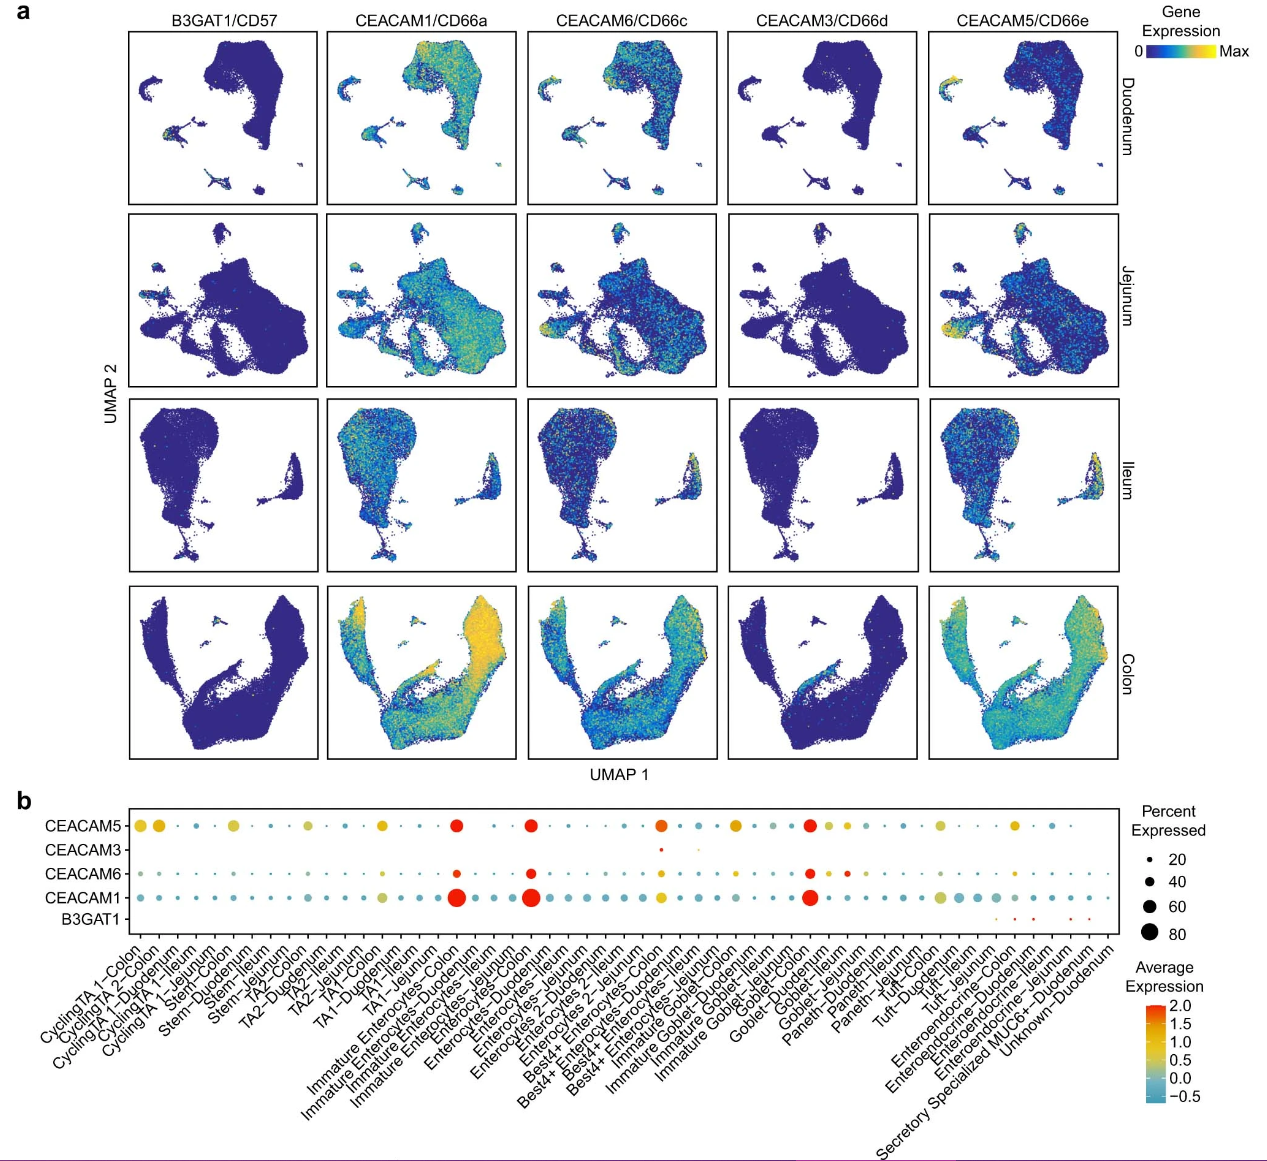 a
B3GAT1/CD57
CEACAM1/CD66a
CEACAM6/CD66c
CEACAM3/CD66d
CEACAM5/CD66e
Gene
Expression
0
Max
Duodenum
Jejunum
Ileum
Colon
UMAP 2
UMAP 1
b
CEACAM5
CEACAM3
CEACAM6
CEACAM1
B3GAT1
CyclingTA 1−Colon
CyclingTA 2−Colon
CyclingTA 1−Duodenum
CyclingTA 1−Ileum
CyclingTA 1−Jejunum
Stem−Colon
Stem−Duodenum
Stem−Ileum
Stem−Jejunum
TA2−Colon
TA2−Duodenum
TA2−Ileum
TA2−Jejunum
TA1−Colon
TA1−Duodenum
TA1−Ileum
TA1−Jejunum
Immature Enterocytes−Colon
Immature Enterocytes−Duodenum
Immature Enterocytes−Ileum
Immature Enterocytes−Jejunum
Enterocytes−Colon
Enterocytes−Duodenum
Enterocytes−Ileum
Enterocytes−Jejunum
Enterocytes 2−Duodenum
Enterocytes 2−Ileum
Enterocytes 2−Jejunum
Best4+ Enterocytes−Colon
Best4+ Enterocytes−Duodenum
Best4+ Enterocytes−Ileum
Best4+ Enterocytes−Jejunum
Immature Goblet−Colon
Immature Goblet−Duodenum
Immature Goblet−Ileum
Immature Goblet−Jejunum
Goblet−Colon
Goblet−Duodenum
Goblet−Ileum
Goblet−Jejunum
Paneth−Duodenum
Paneth−Ileum
Paneth−Jejunum
Tuft−Colon
Tuft−Duodenum
Tuft−Ileum
Tuft−Jejunum
Enteroendocrine−Colon
Enteroendocrine−Duodenum
Enteroendocrine−Ileum
Enteroendocrine−Jejunum
Secretory Specialized MUC6+−Duodenum
Unknown−Duodenum
Percent
Expressed
20
40
60
80
Average
Expression
2.0
1.5
1.0
0.5
0.0
−0.5